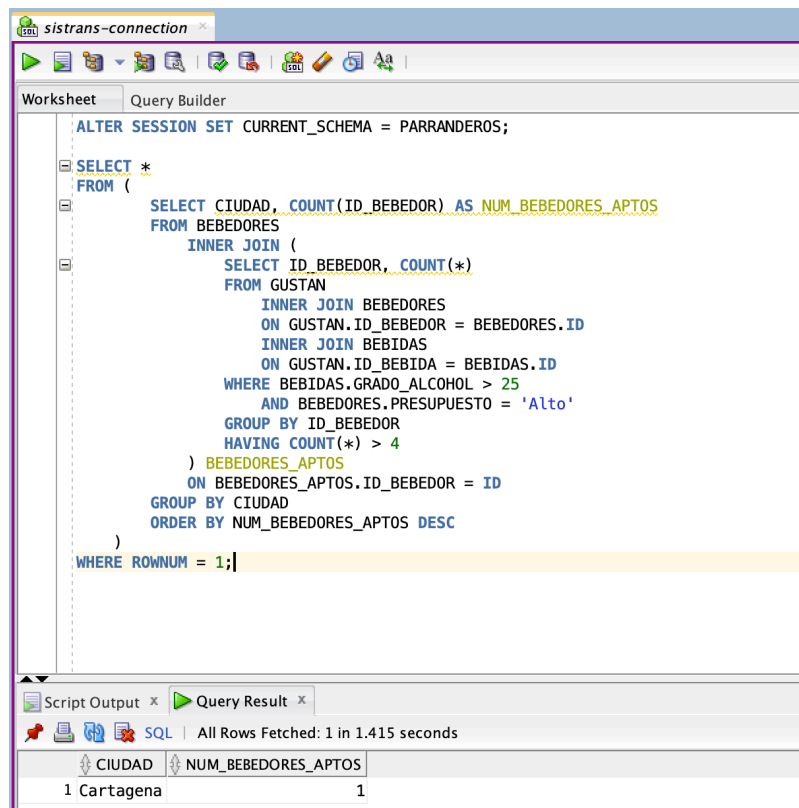 sistrans-connection
Worksheet Query Builder
ALTER SESSION SET CURRENT_SCHEMA = PARRANDEROS;
SELECT *
FROM (
SELECT CIUDAD, COUNT(ID_BEBEDOR) AS NUM_BEBEDORES_APTOS
FROM BEBEDORES
INNER JOIN (
SELECT ID_BEBEDOR, COUNT(*)
FROM GUSTAN
INNER JOIN BEBEDORES
ON GUSTAN.ID_BEBEDOR = BEBEDORES.ID
INNER JOIN BEBIDAS
ON GUSTAN.ID_BEBIDA = BEBIDAS.ID
WHERE BEBIDAS.GRADO_ALCOHOL > 25
AND BEBEDORES.PRESUPUESTO = 'Alto'
GROUP BY ID_BEBEDOR
HAVING COUNT(*) > 4
) BEBEDORES_APTOS
ON BEBEDORES_APTOS.ID_BEBEDOR = ID
GROUP BY CIUDAD
ORDER BY NUM_BEBEDORES_APTOS DESC
)
WHERE ROWNUM = 1;
Script Output x Query Result x
SQL | All Rows Fetched: 1 in 1.415 seconds
CIUDAD NUM_BEBEDORES_APTOS
1 Cartagena 1